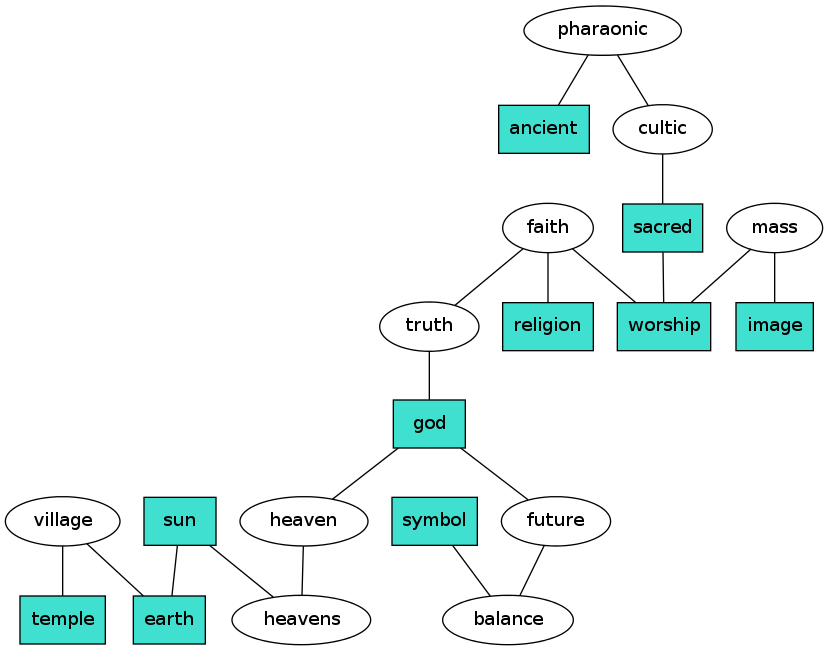 pharaonic
ancient
cultic
faith
sacred
mass
truth
religion
worship
image
god
village
sun
heaven
symbol
future
temple
earth
heavens
balance